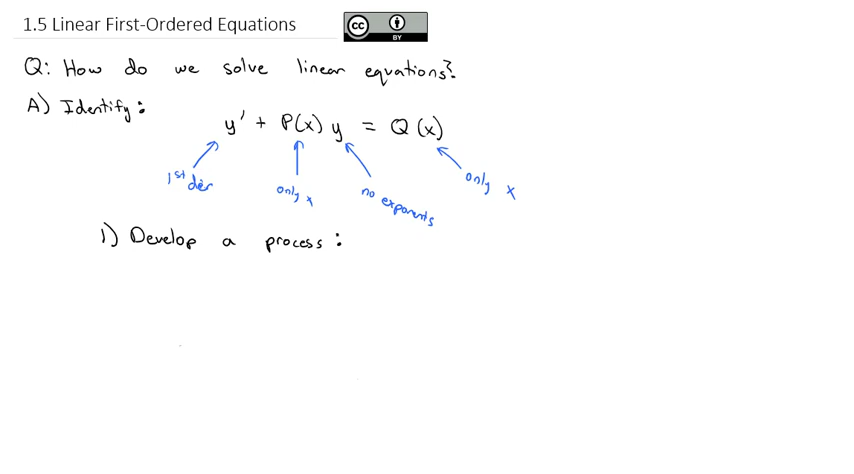 1.5 Linear First-Ordered Equations
CC BY
Q: How do we solve linear equations?
A) Identify:
y' + P(x) y = Q(x)
1st der
only x
no exponents
only x
1) Develop a process: